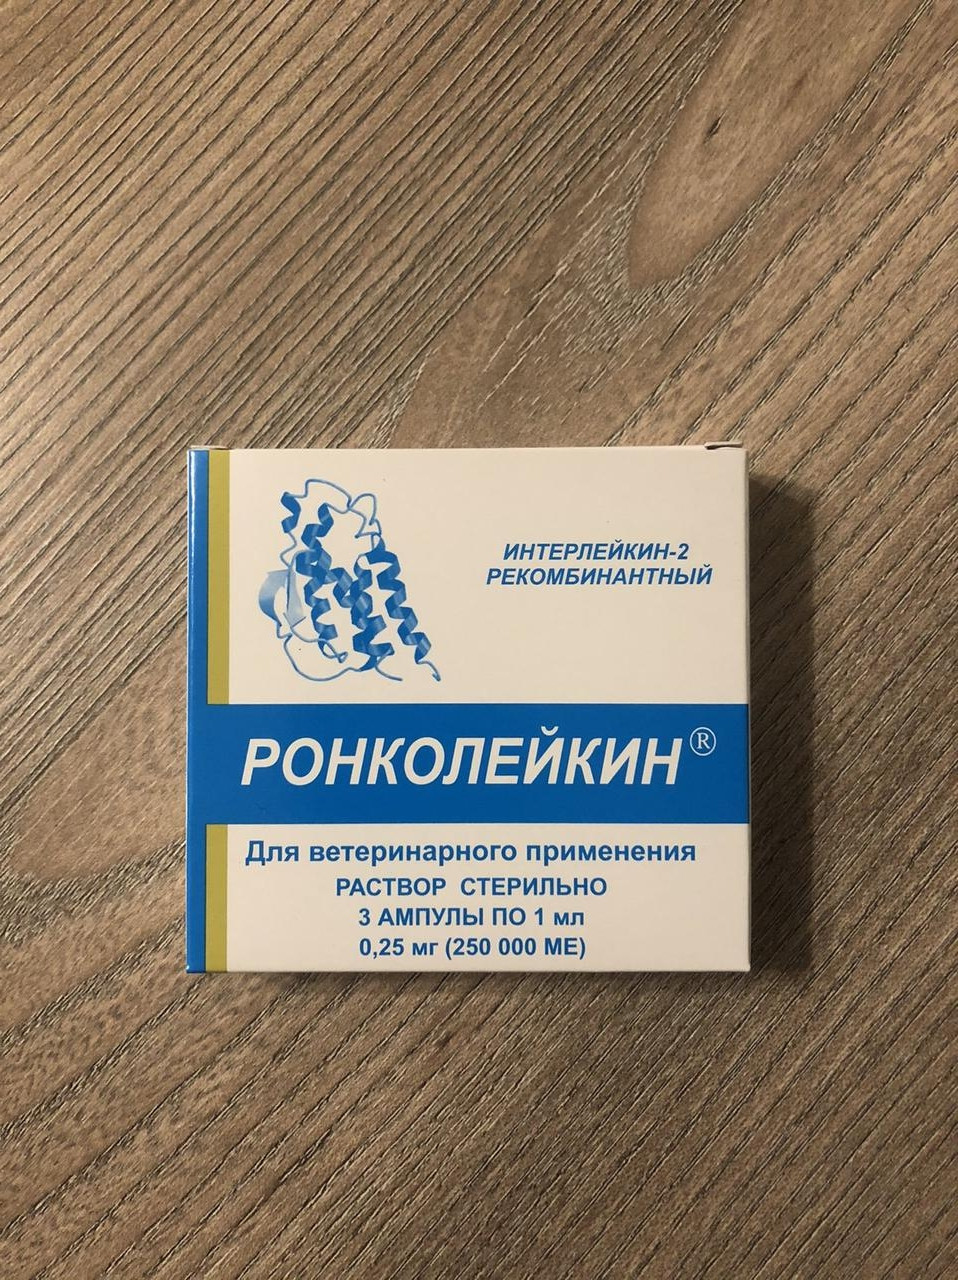 ИНТЕРЛЕЙКИН-2
РЕКОМБИНАНТНЫЙ
РОНКОЛЕЙКИН®
Для ветеринарного применения
РАСТВОР СТЕРИЛЬНО
3 АМПУЛЫ ПО 1 мл
0,25 мг (250 000 МЕ)